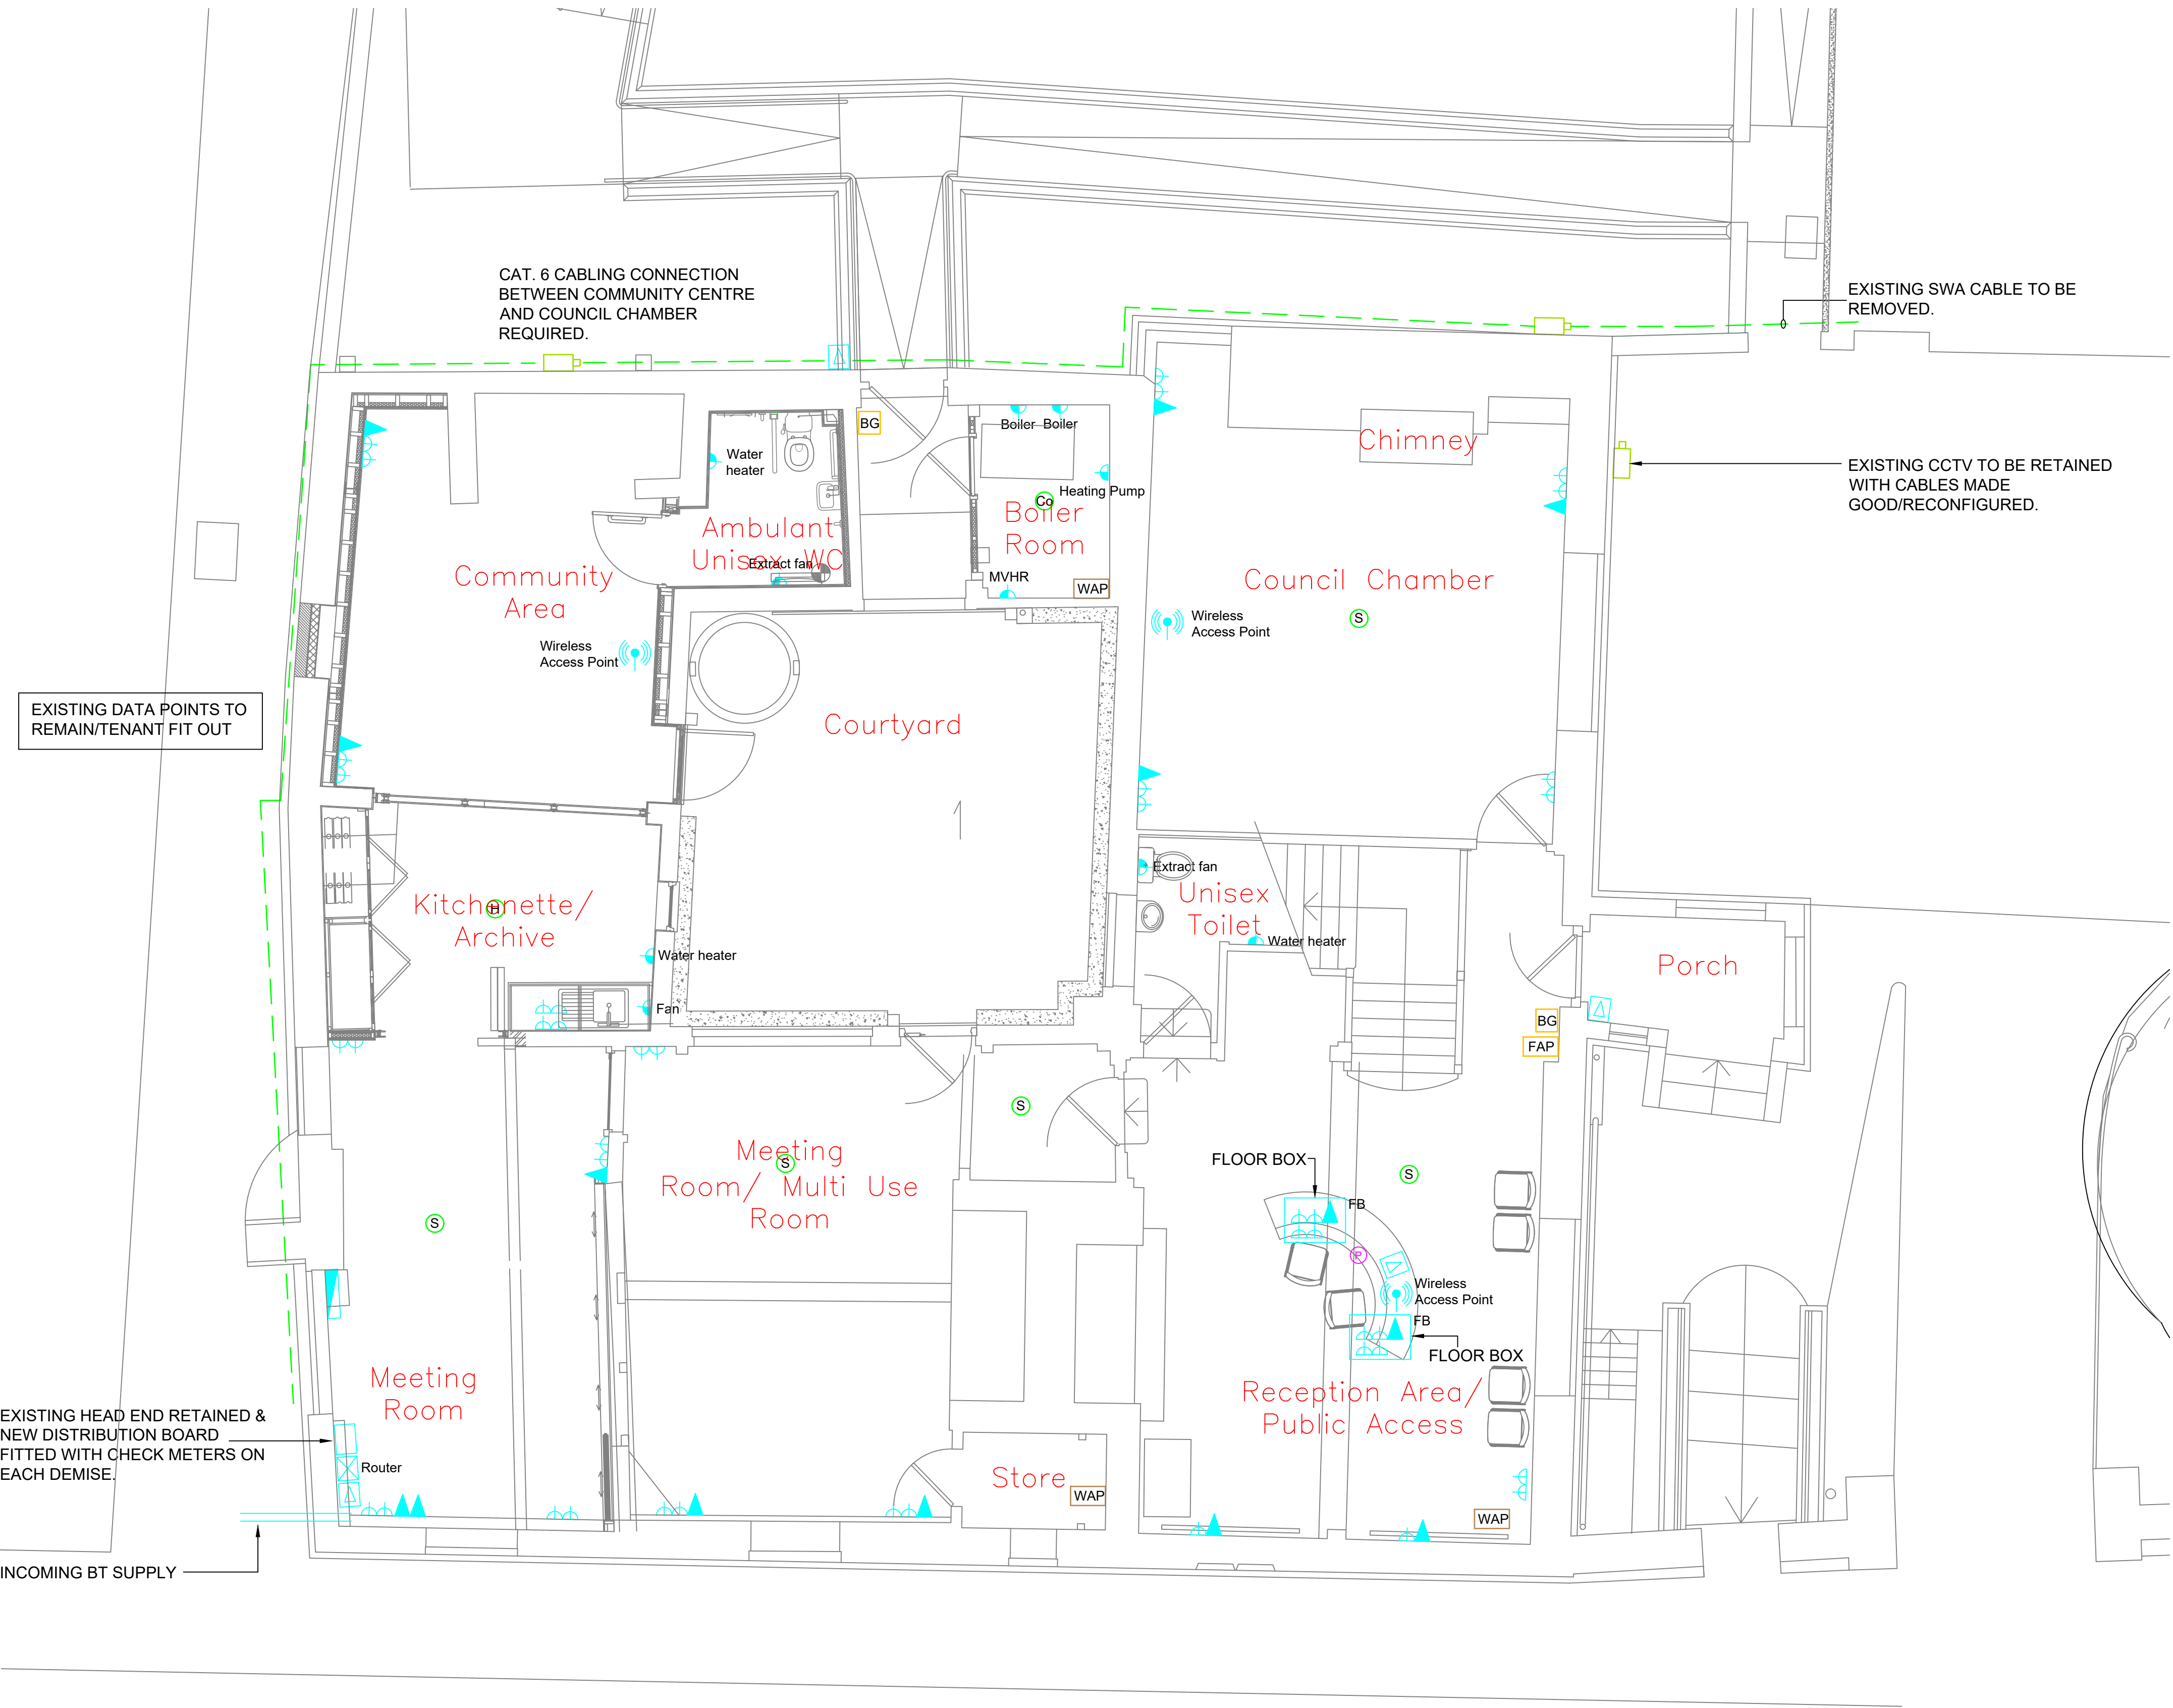 CAT. 6 CABLING CONNECTION
BETWEEN COMMUNITY CENTRE
AND COUNCIL CHAMBER
REQUIRED.
EXISTING SWA CABLE TO BE
REMOVED.
EXISTING CCTV TO BE RETAINED
WITH CABLES MADE
GOOD/RECONFIGURED.
BG
Boiler
Boiler
Water
heater
Chimney
Heating Pump
Co
Boiler
Room
Ambulant
Unisex WC
Extract fan
MVHR
WAP
Community
Area
Council Chamber
S
Wireless
Access Point
Wireless
Access Point
EXISTING DATA POINTS TO
REMAIN/TENANT FIT OUT
Courtyard
1
Extract fan
Unisex
Toilet
Water heater
Kitchenette/
Archive
H
Water heater
Fan
Porch
BG
FAP
S
Meeting
Room/ Multi Use
Room
S
S
S
FLOOR BOX
FB
P
Wireless
Access Point
FB
FLOOR BOX
Reception Area/
Public Access
Meeting
Room
EXISTING HEAD END RETAINED &
NEW DISTRIBUTION BOARD
FITTED WITH CHECK METERS ON
EACH DEMISE.
Router
Store
WAP
WAP
INCOMING BT SUPPLY